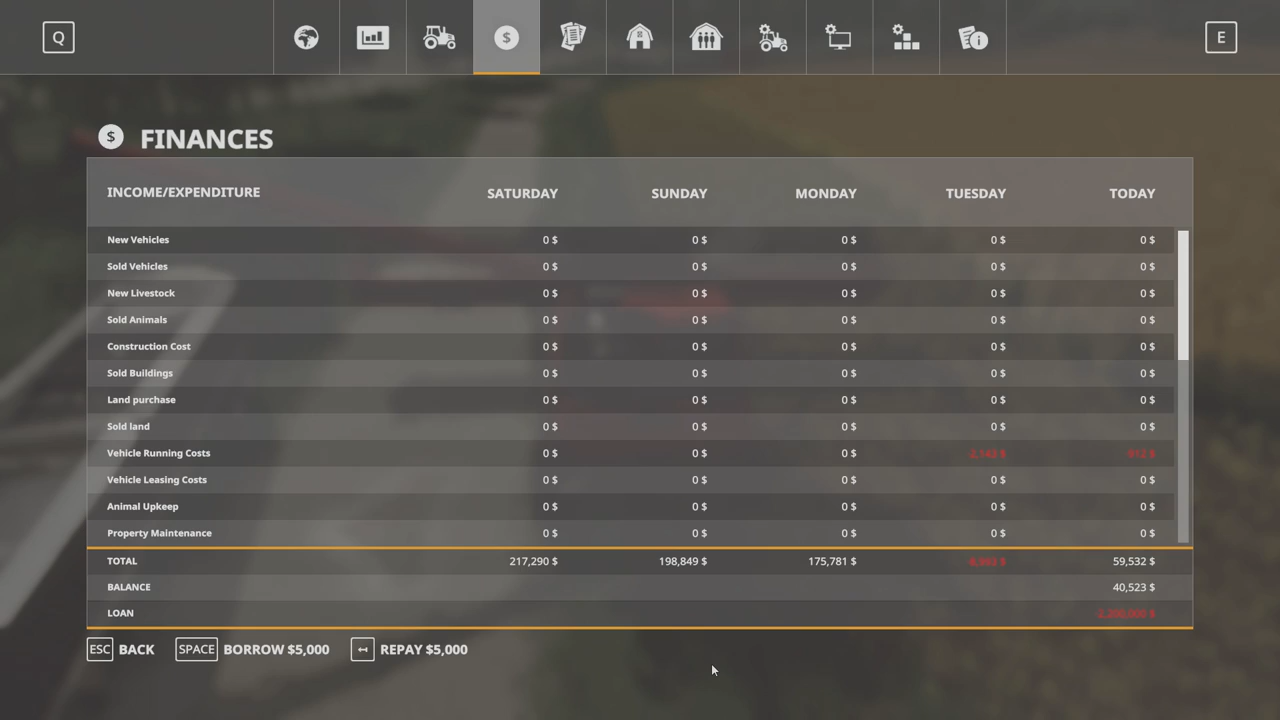 Q
$
E
$ FINANCES
INCOME/EXPENDITURE SATURDAY SUNDAY MONDAY TUESDAY TODAY
New Vehicles 0 $ 0 $ 0 $ 0 $ 0 $
Sold Vehicles 0 $ 0 $ 0 $ 0 $ 0 $
New Livestock 0 $ 0 $ 0 $ 0 $ 0 $
Sold Animals 0 $ 0 $ 0 $ 0 $ 0 $
Construction Cost 0 $ 0 $ 0 $ 0 $ 0 $
Sold Buildings 0 $ 0 $ 0 $ 0 $ 0 $
Land purchase 0 $ 0 $ 0 $ 0 $ 0 $
Sold land 0 $ 0 $ 0 $ 0 $ 0 $
Vehicle Running Costs 0 $ 0 $ 0 $ $ $
Vehicle Leasing Costs 0 $ 0 $ 0 $ 0 $ 0 $
Animal Upkeep 0 $ 0 $ 0 $ 0 $ 0 $
Property Maintenance 0 $ 0 $ 0 $ 0 $ 0 $
TOTAL 217,290 $ 198,849 $ 175,781 $ $ 59,532 $
BALANCE 40,523 $
LOAN -2,200,000 $
ESC BACK SPACE BORROW $5,000 ↔ REPAY $5,000